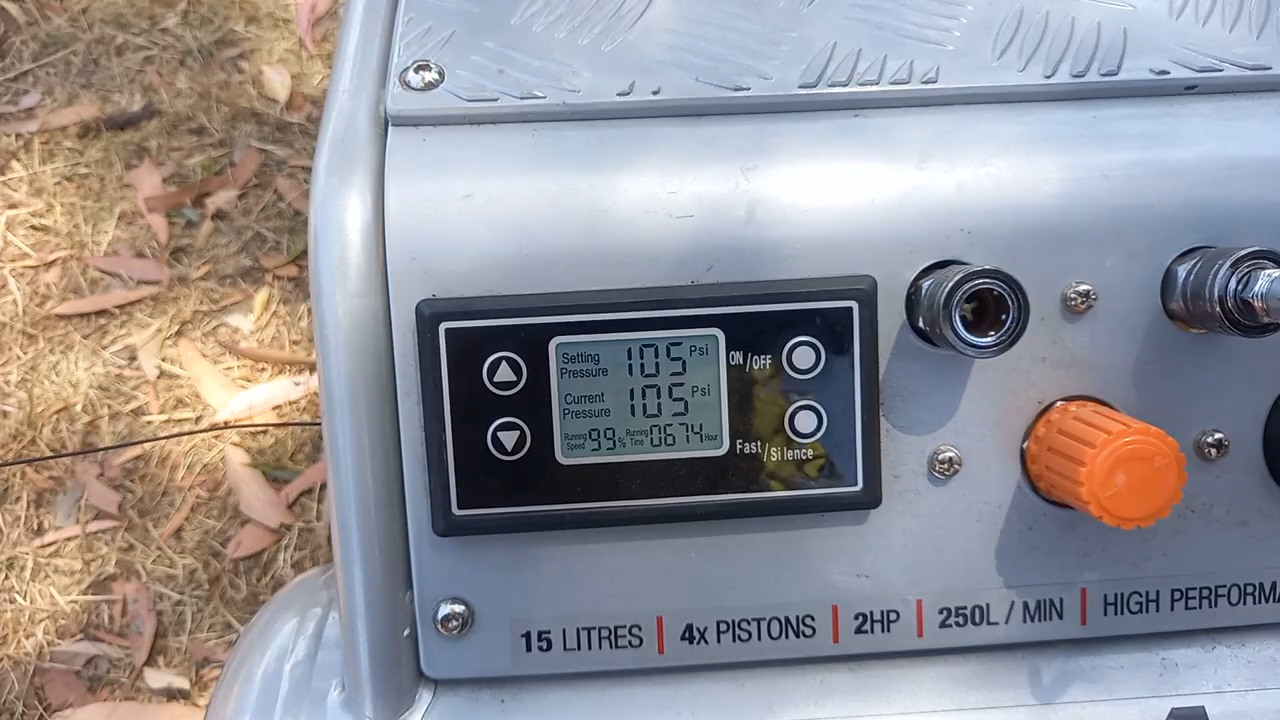 Setting Pressure 105 Psi
Current Pressure 105 Psi
Running Speed 99% Running Time 0674 Hour
ON/OFF
Fast/Silence
15 LITRES | 4x PISTONS | 2HP | 250L / MIN | HIGH PERFORMA